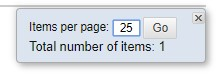 Items per page: 25 Go
Total number of items: 1